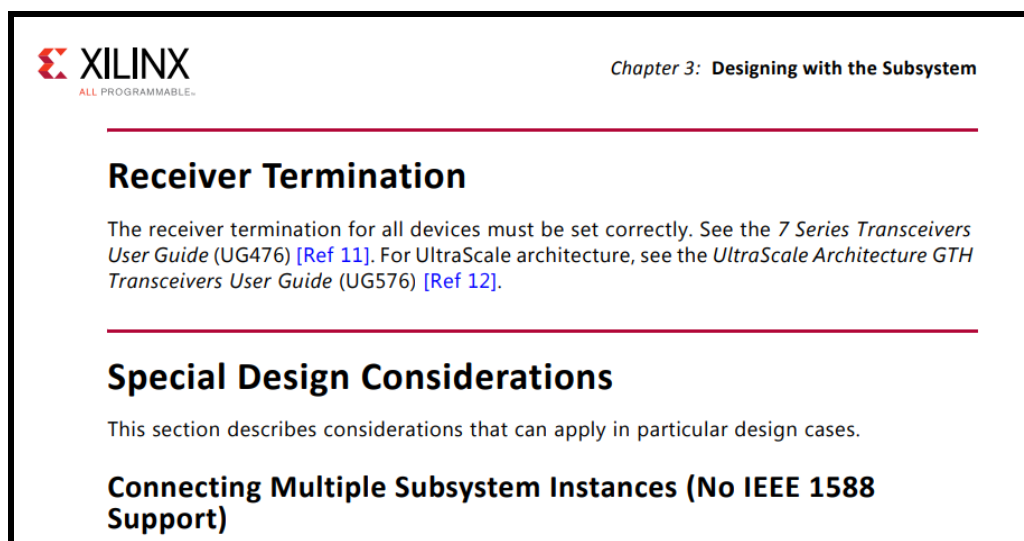 XILINX
ALL PROGRAMMABLE™
Chapter 3: Designing with the Subsystem
Receiver Termination
The receiver termination for all devices must be set correctly. See the 7 Series Transceivers
User Guide (UG476) [Ref 11]. For UltraScale architecture, see the UltraScale Architecture GTH
Transceivers User Guide (UG576) [Ref 12].
Special Design Considerations
This section describes considerations that can apply in particular design cases.
Connecting Multiple Subsystem Instances (No IEEE 1588
Support)